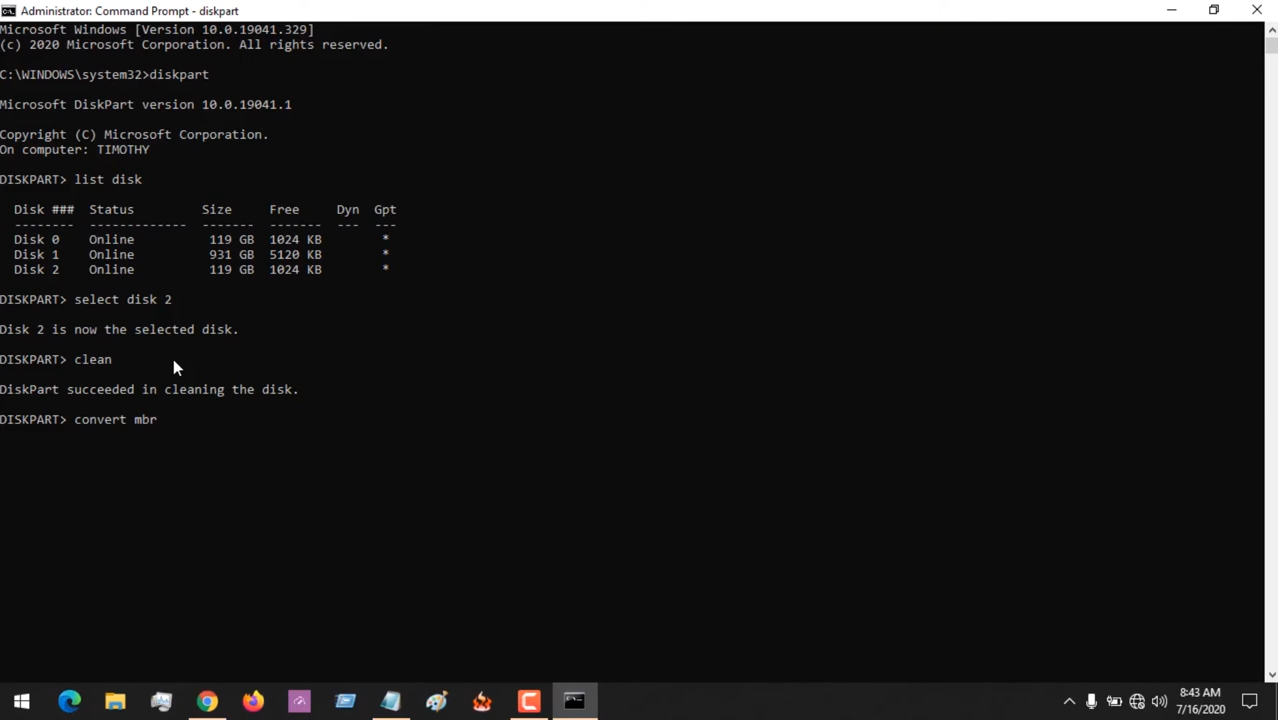 Administrator: Command Prompt - diskpart
Microsoft Windows [Version 10.0.19041.329]
(c) 2020 Microsoft Corporation. All rights reserved.
C:\WINDOWS\system32>diskpart
Microsoft DiskPart version 10.0.19041.1
Copyright (C) Microsoft Corporation.
On computer: TIMOTHY
DISKPART> list disk
Disk ### Status Size Free Dyn Gpt
-------- ------------- ------- ------- --- ---
Disk 0 Online 119 GB 1024 KB *
Disk 1 Online 931 GB 5120 KB *
Disk 2 Online 119 GB 1024 KB *
DISKPART> select disk 2
Disk 2 is now the selected disk.
DISKPART> clean
DiskPart succeeded in cleaning the disk.
DISKPART> convert mbr
8:43 AM
7/16/2020